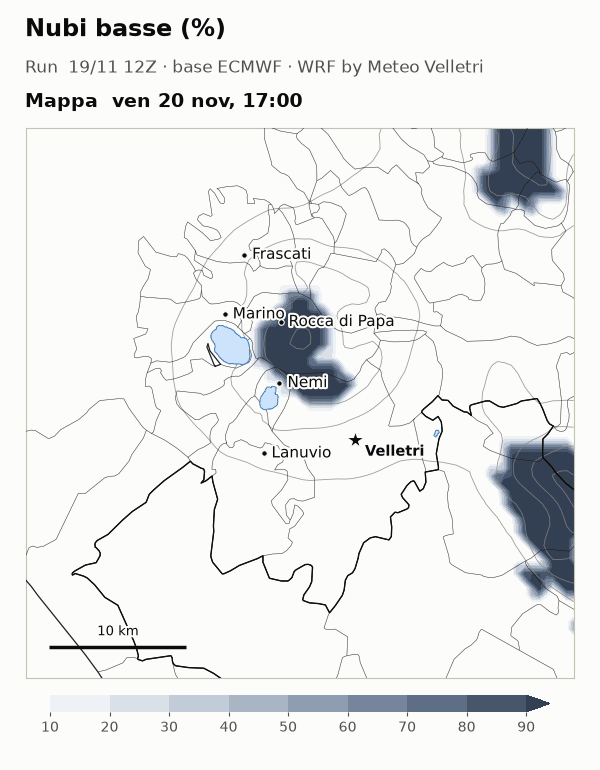 Nubi basse (%)
Run  19/11 12Z · base ECMWF · WRF by Meteo Velletri
Mappa  ven 20 nov, 17:00
Frascati
Marino
Rocca di Papa
Nemi
Velletri
Lanuvio
10 km
10 20 30 40 50 60 70 80 90